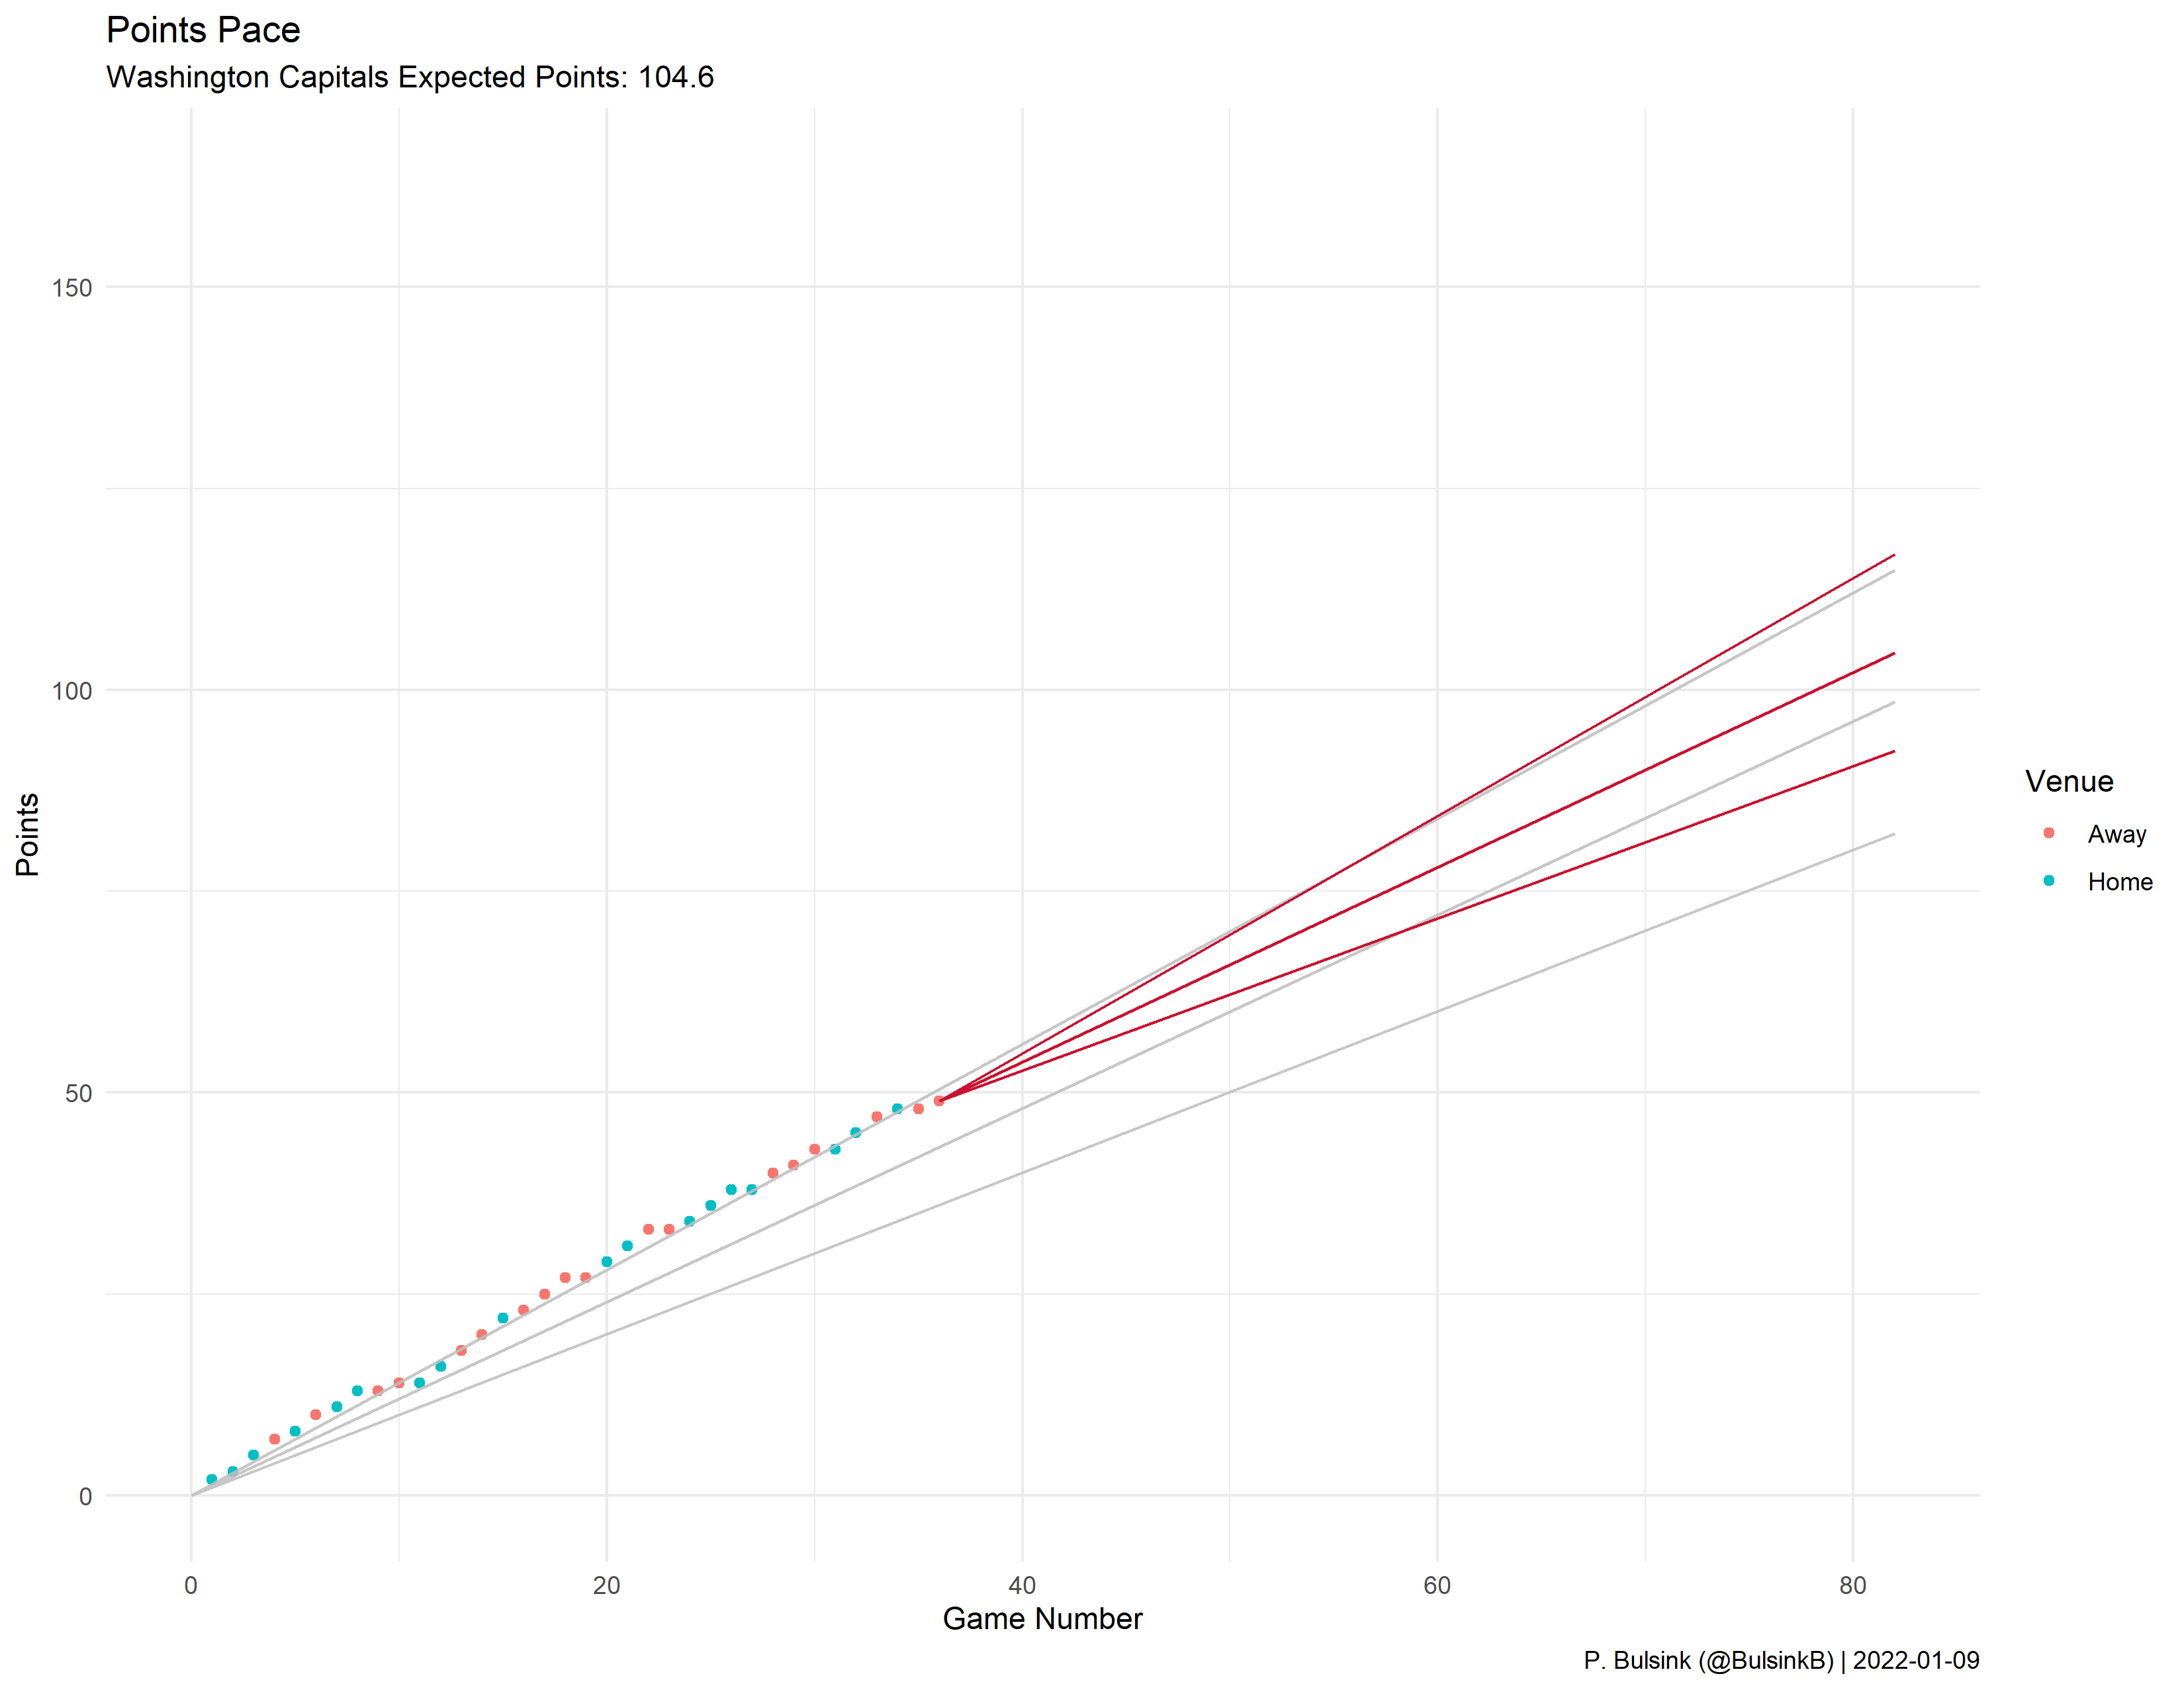 Points Pace
Washington Capitals Expected Points: 104.6
150
100
50
0
Points
0 20 40 60 80
Game Number
Venue
Away
Home
P. Bulsink (@BulsinkB) | 2022-01-09